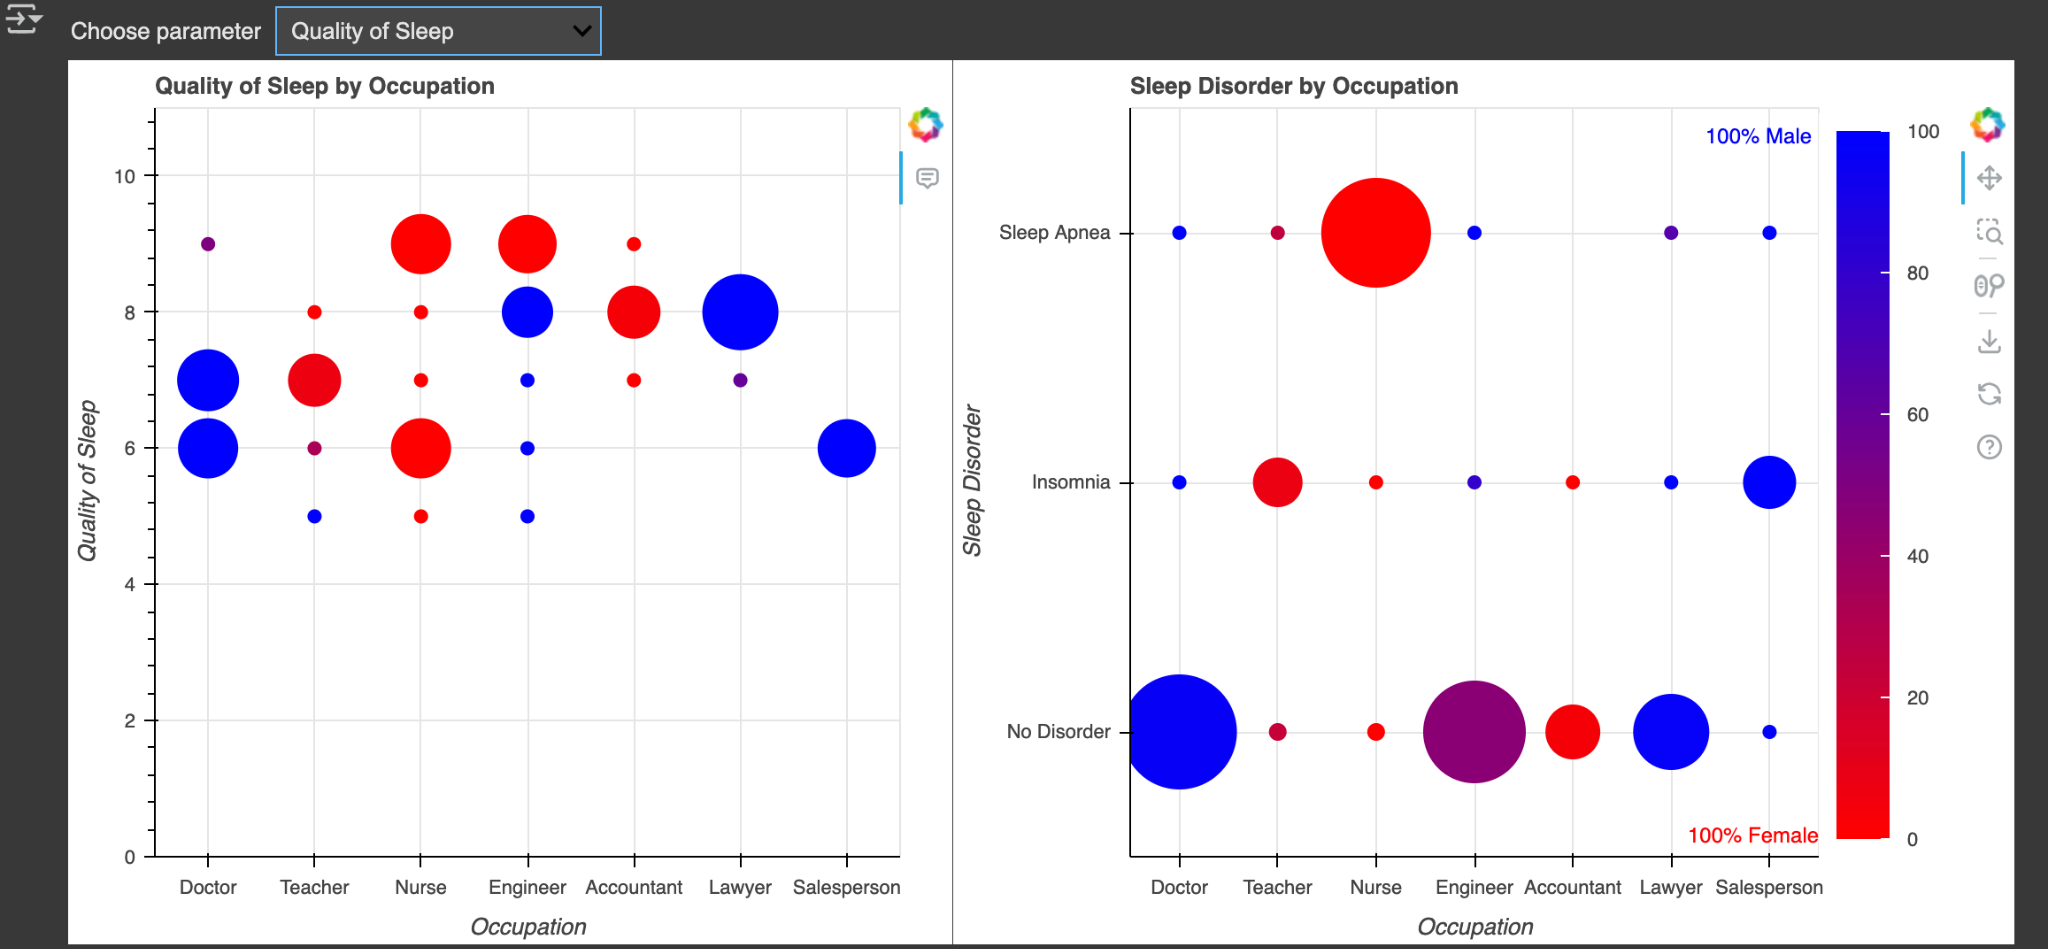 Choose parameter
Quality of Sleep
Quality of Sleep by Occupation
10
8
6
4
2
0
Quality of Sleep
Doctor Teacher Nurse Engineer Accountant Lawyer Salesperson
Occupation
Sleep Disorder by Occupation
100% Male
Sleep Apnea
Insomnia
No Disorder
Sleep Disorder
100% Female
Doctor Teacher Nurse Engineer Accountant Lawyer Salesperson
Occupation
100
80
60
40
20
0